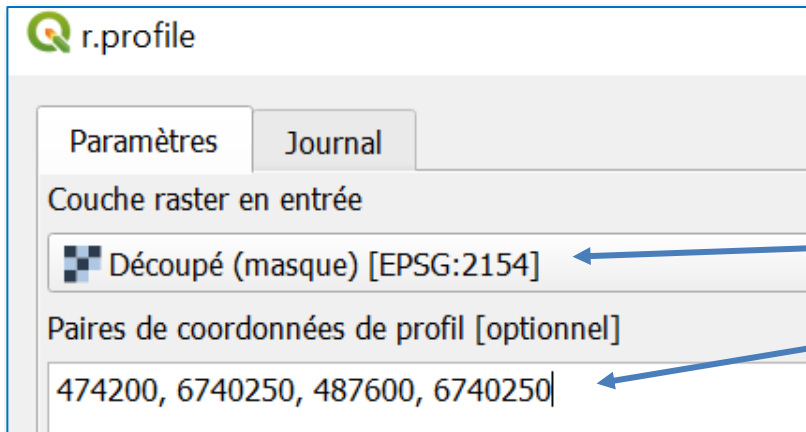 r.profile
Paramètres
Journal
Couche raster en entrée
Découpé (masque) [EPSG:2154]
Paires de coordonnées de profil [optionnel]
474200, 6740250, 487600, 6740250